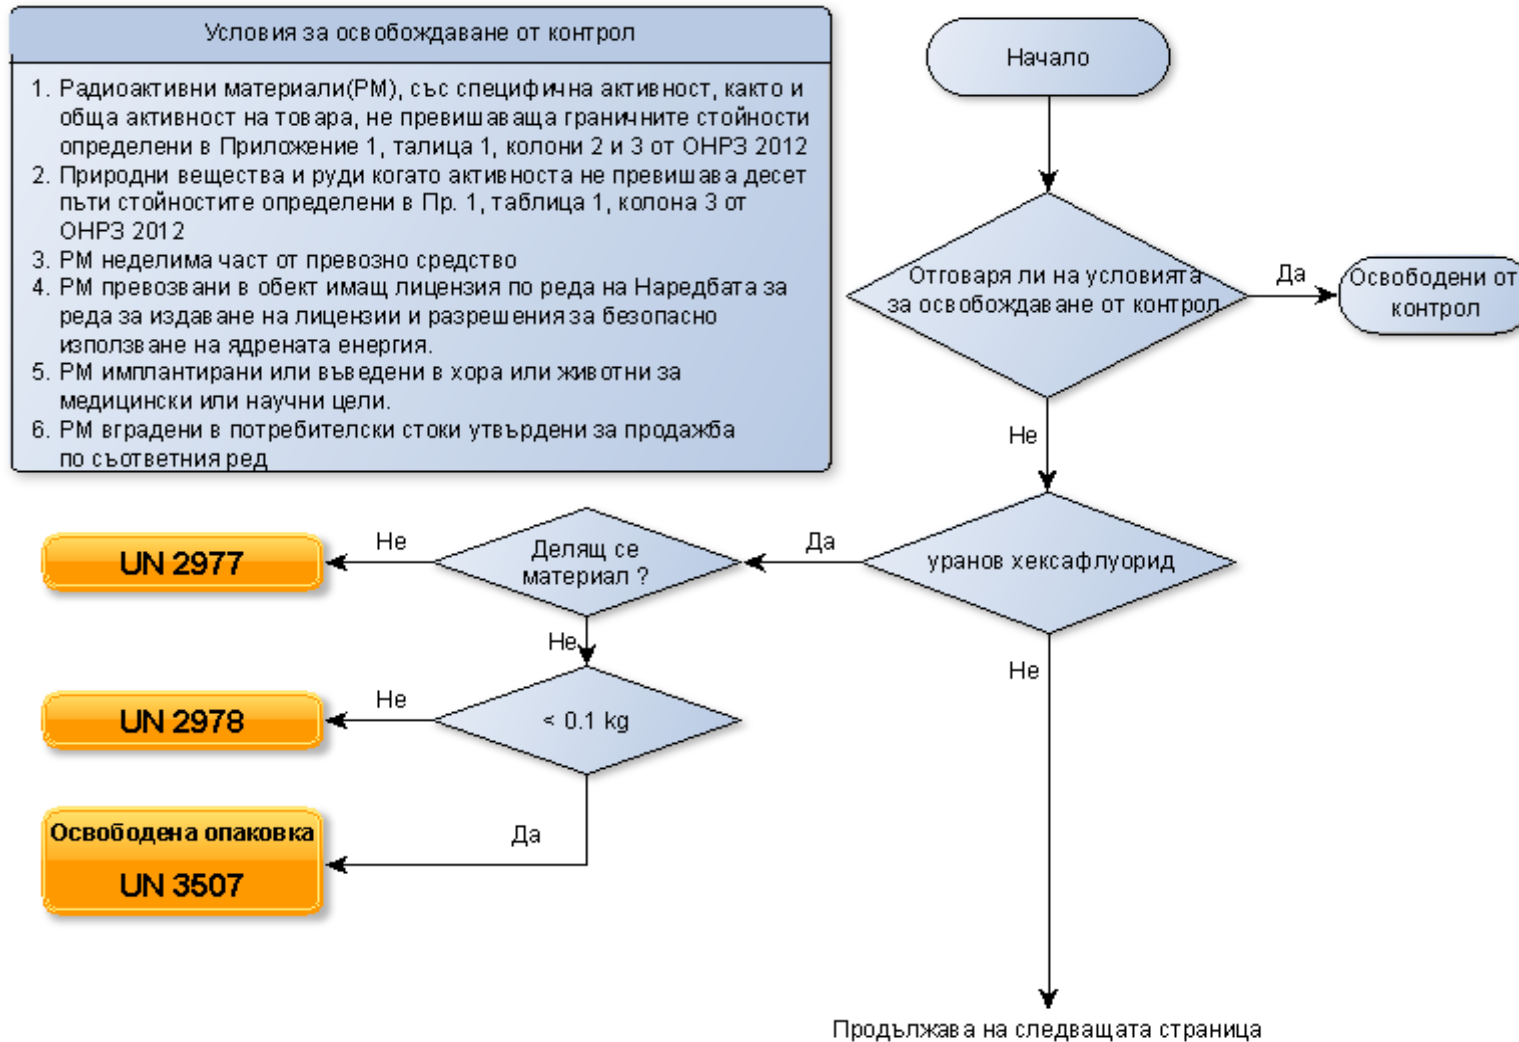 Условия за освобождаване от контрол
1. Радиоактивни материали(РМ), със специфична активност, както и
обща активност на товара, не превишаваща граничните стойности
определени в Приложение 1, талица 1, колони 2 и 3 от ОНРЗ 2012
2. Природни вещества и руди когато активноста не превишава десет
пъти стойностите определени в Пр. 1, таблица 1, колона 3 от
ОНРЗ 2012
3. РМ неделима част от превозно средство
4. РМ превозвани в обект имащ лицензия по реда на Наредбата за
реда за издаване на лицензии и разрешения за безопасно
използване на ядрената енергия.
5. РМ имплантирани или въведени в хора или животни за
медицински или научни цели.
6. РМ вградени в потребителски стоки утвърдени за продажба
по съответния ред
Начало
Отговаря ли на условията
за освобождаване от контрол
Да
Освободени от
контрол
Не
уранов хексафлуорид
Да
Делящ се
материал ?
Не
UN 2977
Не
< 0.1 kg
Не
UN 2978
Да
Освободена опаковка
UN 3507
Не
Продължава на следващата страница